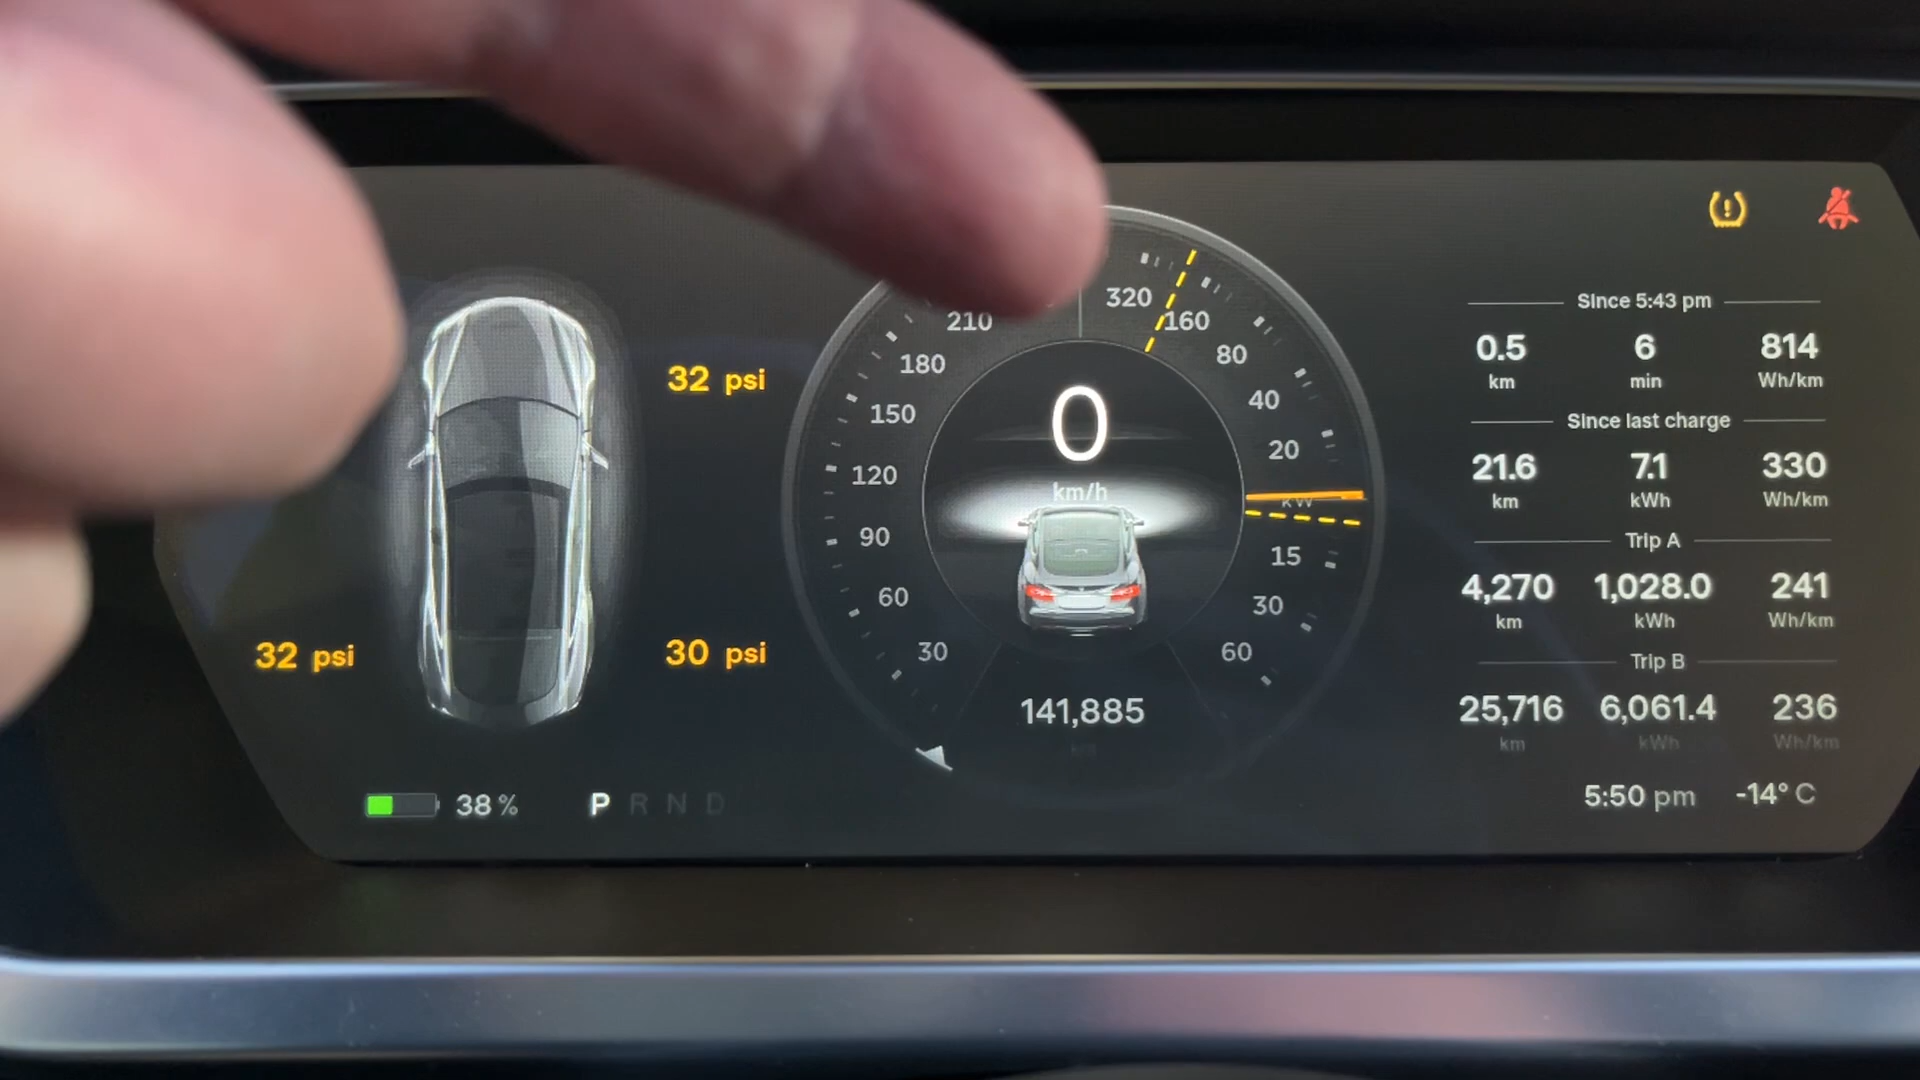 32 psi
32 psi
30 psi
38 %
P R N D
210
180
150
120
90
60
30
320
160
80
40
20
kW
15
30
60
0
km/h
141,885
km
Since 5:43 pm
0.5 6 814
km min Wh/km
Since last charge
21.6 7.1 330
km kWh Wh/km
Trip A
4,270 1,028.0 241
km kWh Wh/km
Trip B
25,716 6,061.4 236
km kWh Wh/km
5:50 pm -14° C